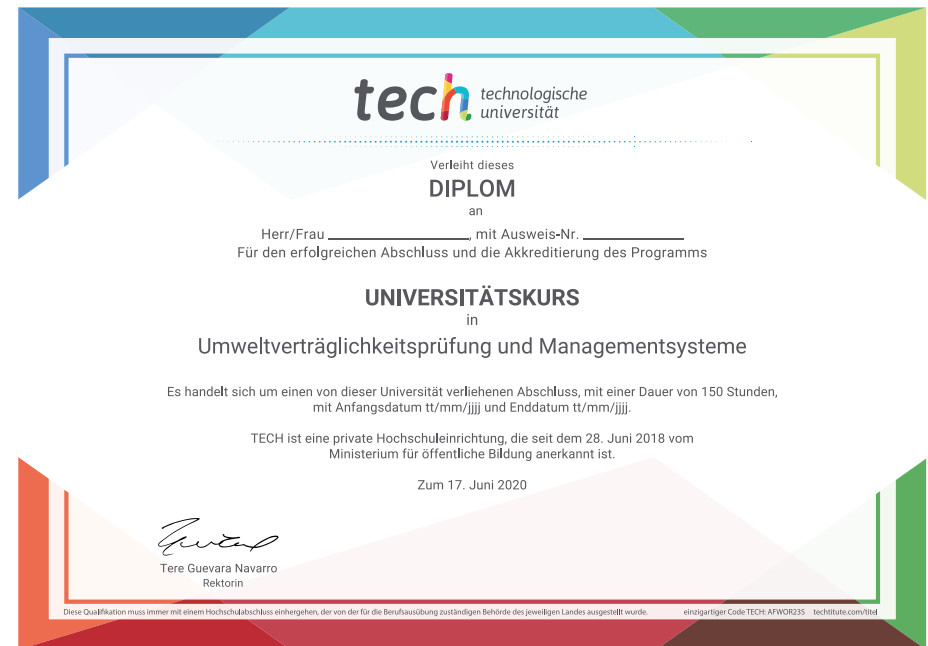 tech technologische
universität
Verleiht dieses
DIPLOM
an
Herr/Frau ____________________, mit Ausweis-Nr. ______________
Für den erfolgreichen Abschluss und die Akkreditierung des Programms
UNIVERSITÄTSKURS
in
Umweltverträglichkeitsprüfung und Managementsysteme
Es handelt sich um einen von dieser Universität verliehenen Abschluss, mit einer Dauer von 150 Stunden,
mit Anfangsdatum tt/mm/jjjj und Enddatum tt/mm/jjjj.
TECH ist eine private Hochschuleinrichtung, die seit dem 28. Juni 2018 vom
Ministerium für öffentliche Bildung anerkannt ist.
Zum 17. Juni 2020
Tere Guevara Navarro
Rektorin
Diese Qualifikation muss immer mit einem Hochschulabschluss einhergehen, der von der für die Berufsausübung zuständigen Behörde des jeweiligen Landes ausgestellt wurde. einzigartiger Code TECH: AFWOR23S techtitute.com/titel